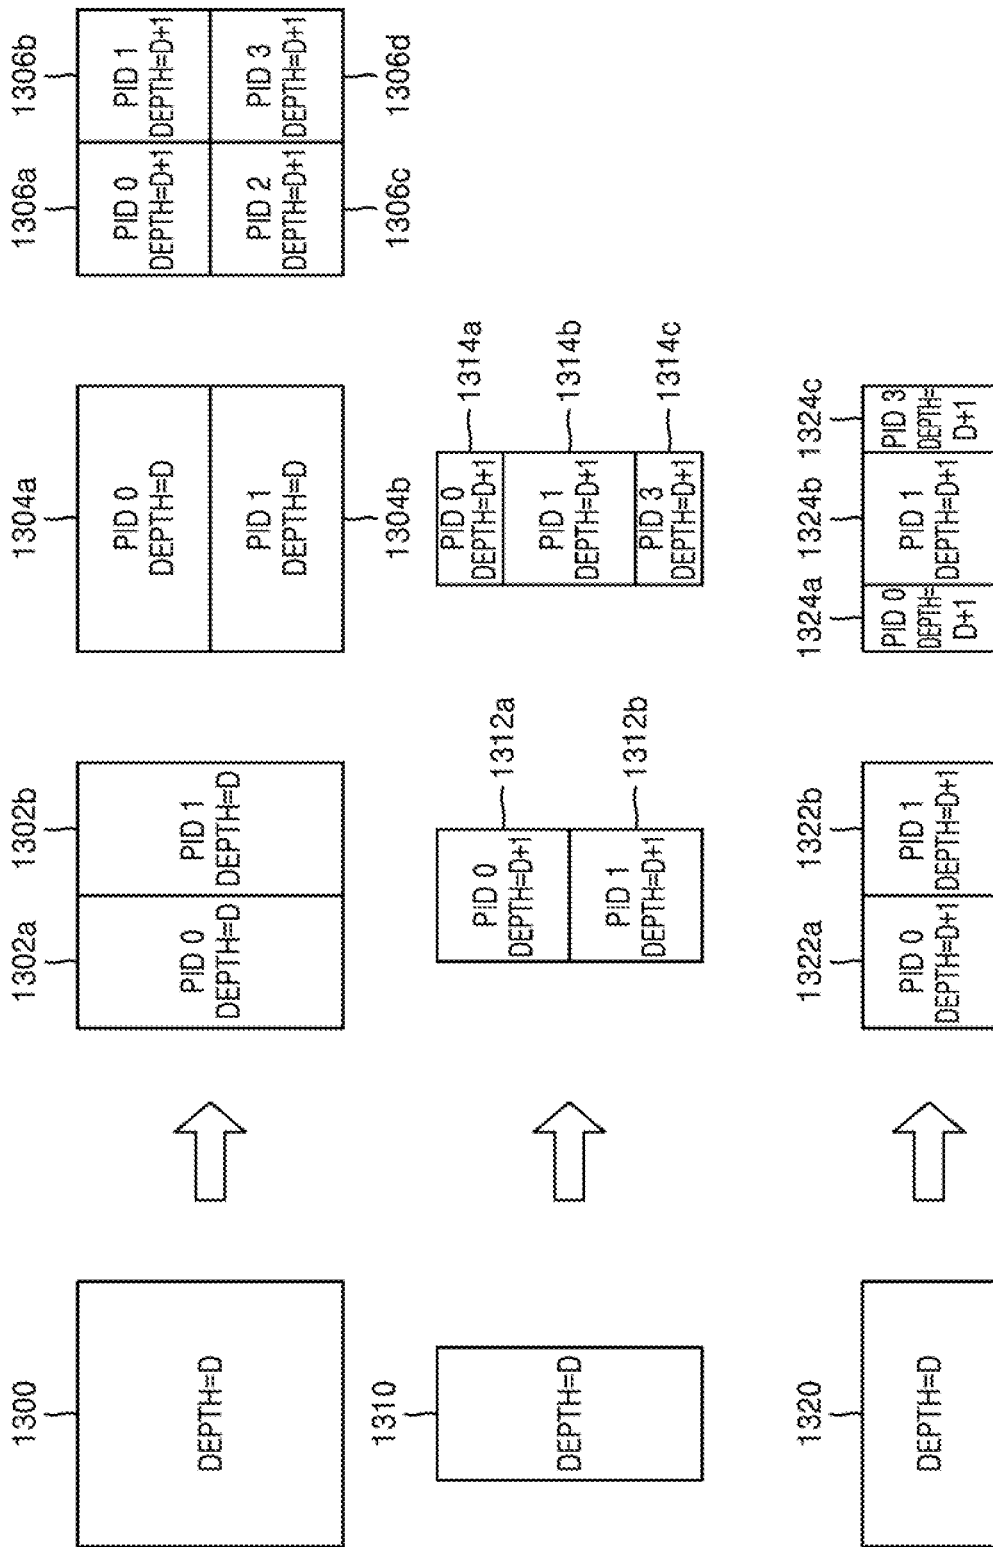 1300
DEPTH=D
1302a
1302b
PID 0
DEPTH=D
PID 1
DEPTH=D
1304a
PID 0
DEPTH=D
PID 1
DEPTH=D
1304b
1306a
1306b
PID 0
DEPTH=D+1
PID 1
DEPTH=D+1
PID 2
DEPTH=D+1
PID 3
DEPTH=D+1
1306c
1306d
1310
DEPTH=D
PID 0
DEPTH=D+1
1312a
PID 1
DEPTH=D+1
1312b
PID 0
DEPTH=D+1
1314a
PID 1
DEPTH=D+1
1314b
PID 3
DEPTH=D+1
1314c
1320
DEPTH=D
1322a
1322b
PID 0
DEPTH=D+1
PID 1
DEPTH=D+1
1324a
1324b
1324c
PID 0
DEPTH=
D+1
PID 1
DEPTH=D+1
PID 3
DEPTH=
D+1